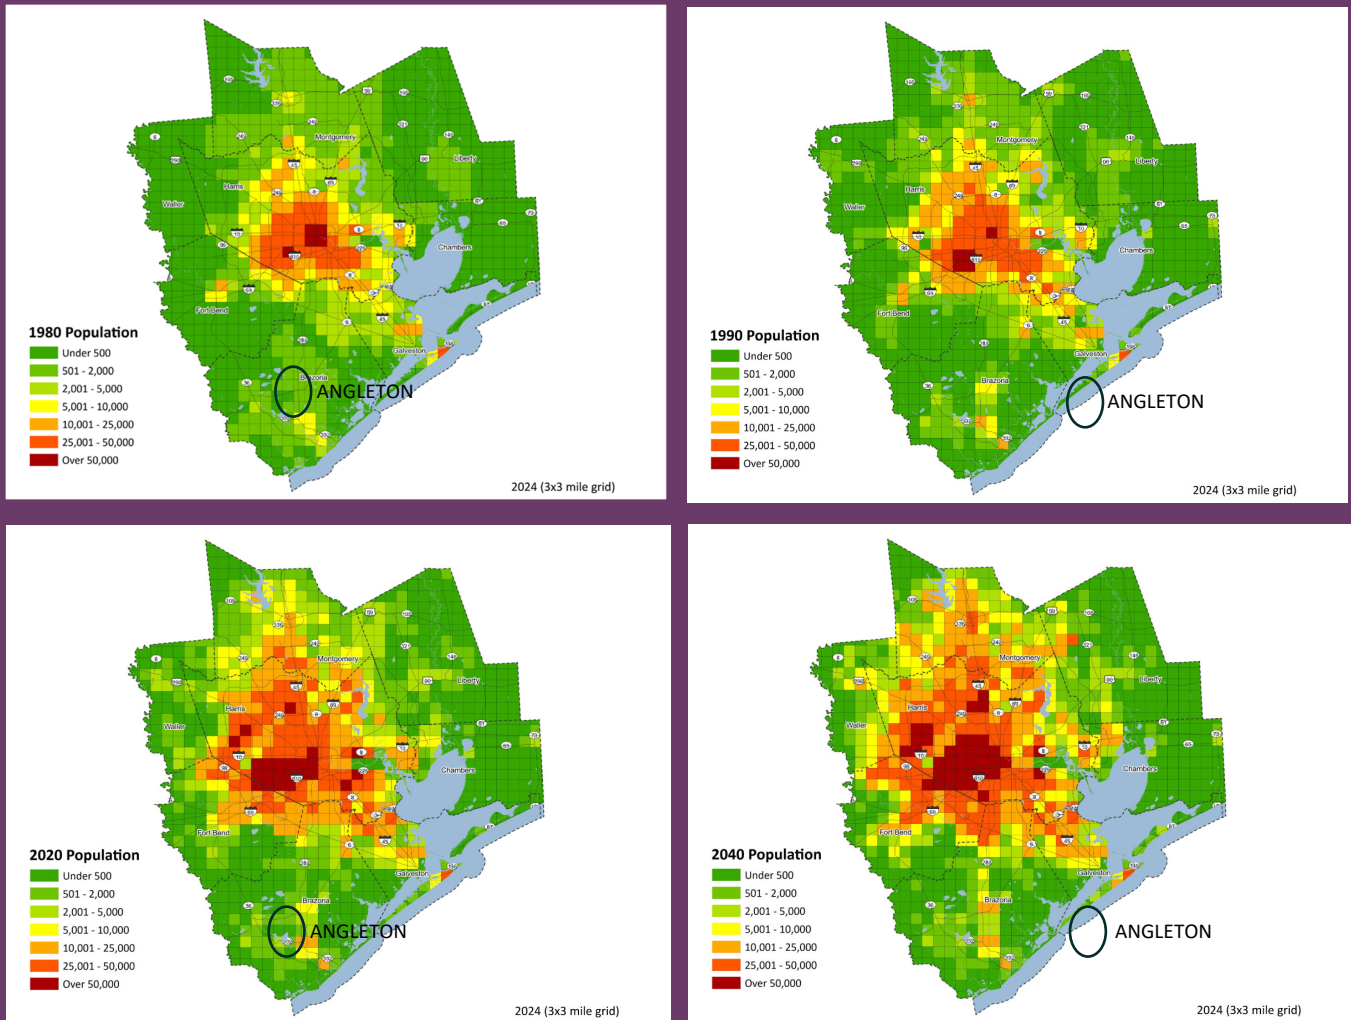 Montgomery
Liberty
Harris
Waller
Chambers
Fort Bend
1980 Population
Under 500
501 - 2,000
2,001 - 5,000
5,001 - 10,000
10,001 - 25,000
25,001 - 50,000
Over 50,000
Galveston
Brazoria
ANGLETON
2024 (3x3 mile grid)
Montgomery
Liberty
Harris
Waller
Chambers
Fort Bend
1990 Population
Under 500
501 - 2,000
2,001 - 5,000
5,001 - 10,000
10,001 - 25,000
25,001 - 50,000
Over 50,000
Galveston
Brazoria
ANGLETON
2024 (3x3 mile grid)
Montgomery
Liberty
Harris
Waller
Chambers
Fort Bend
2020 Population
Under 500
501 - 2,000
2,001 - 5,000
5,001 - 10,000
10,001 - 25,000
25,001 - 50,000
Over 50,000
Galveston
Brazoria
ANGLETON
2024 (3x3 mile grid)
Montgomery
Liberty
Harris
Waller
Chambers
Fort Bend
2040 Population
Under 500
501 - 2,000
2,001 - 5,000
5,001 - 10,000
10,001 - 25,000
25,001 - 50,000
Over 50,000
Galveston
Brazoria
ANGLETON
2024 (3x3 mile grid)